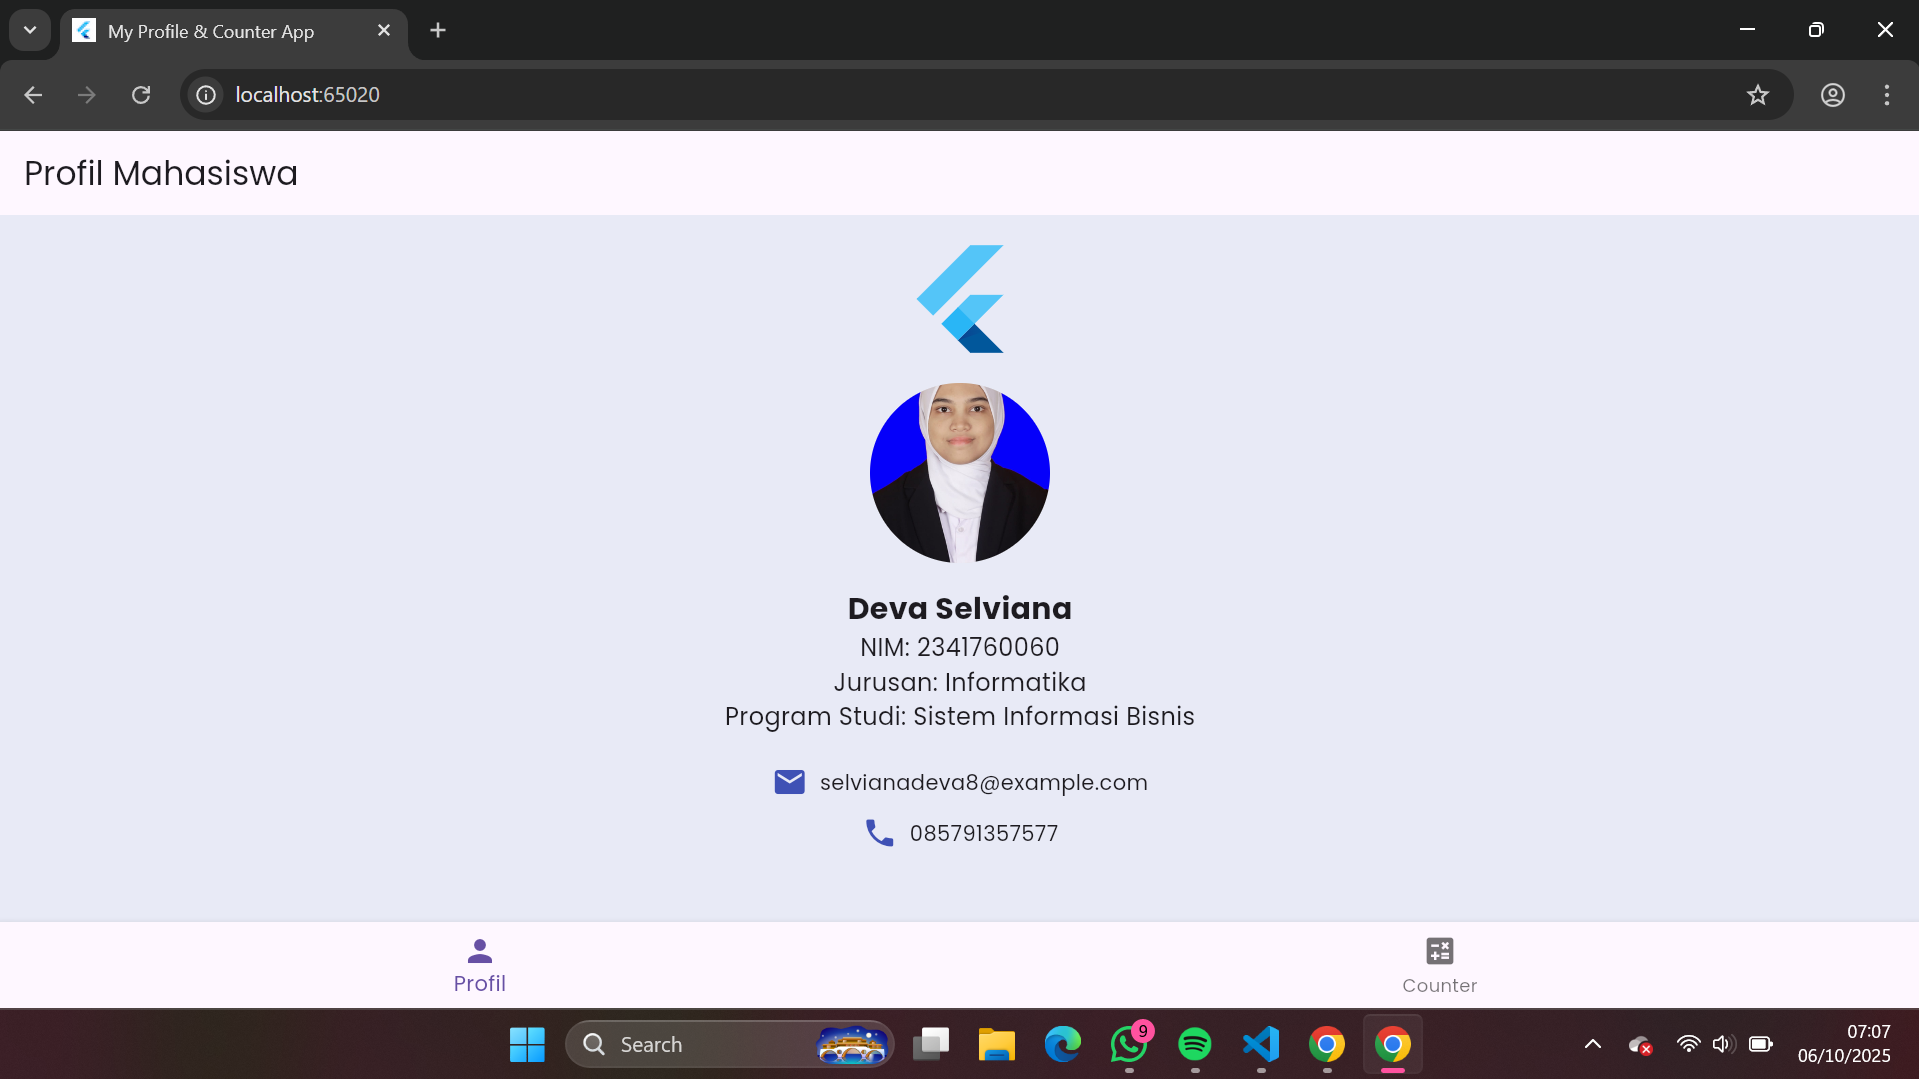 My Profile & Counter App
localhost:65020
Profil Mahasiswa
Deva Selviana
NIM: 2341760060
Jurusan: Informatika
Program Studi: Sistem Informasi Bisnis
selvianadeva8@example.com
085791357577
Profil
Counter
Search
9
07:07
06/10/2025